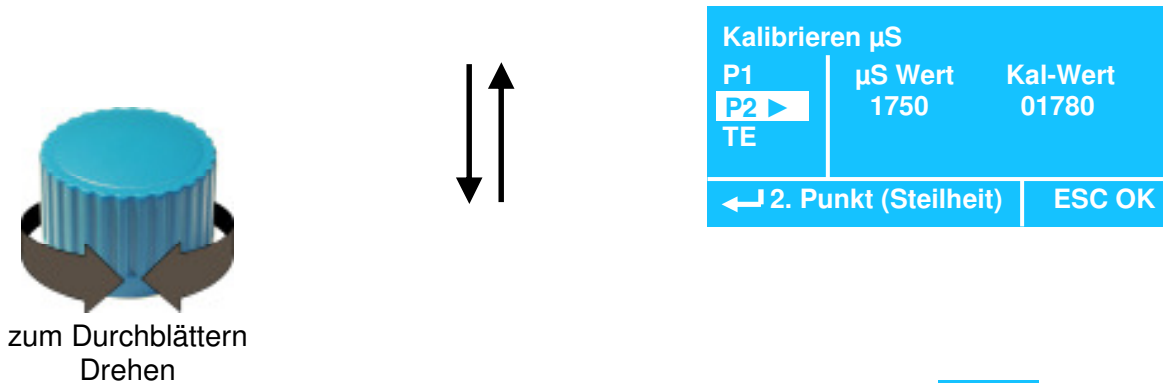 Kalibrieren µS
P1 µS Wert Kal-Wert
P2 ► 1750 01780
TE
2. Punkt (Steilheit) ESC OK
zum Durchblättern
Drehen